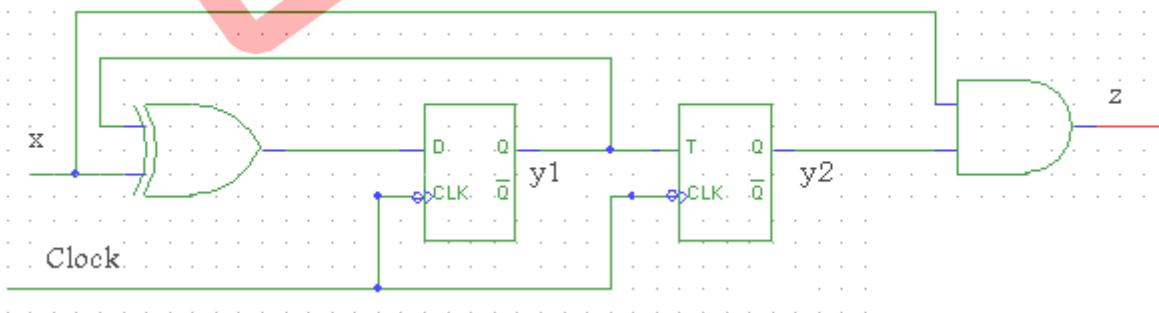 z
x
D Q
T Q
y1
y2
CLK Q̅
CLK Q̅
Clock